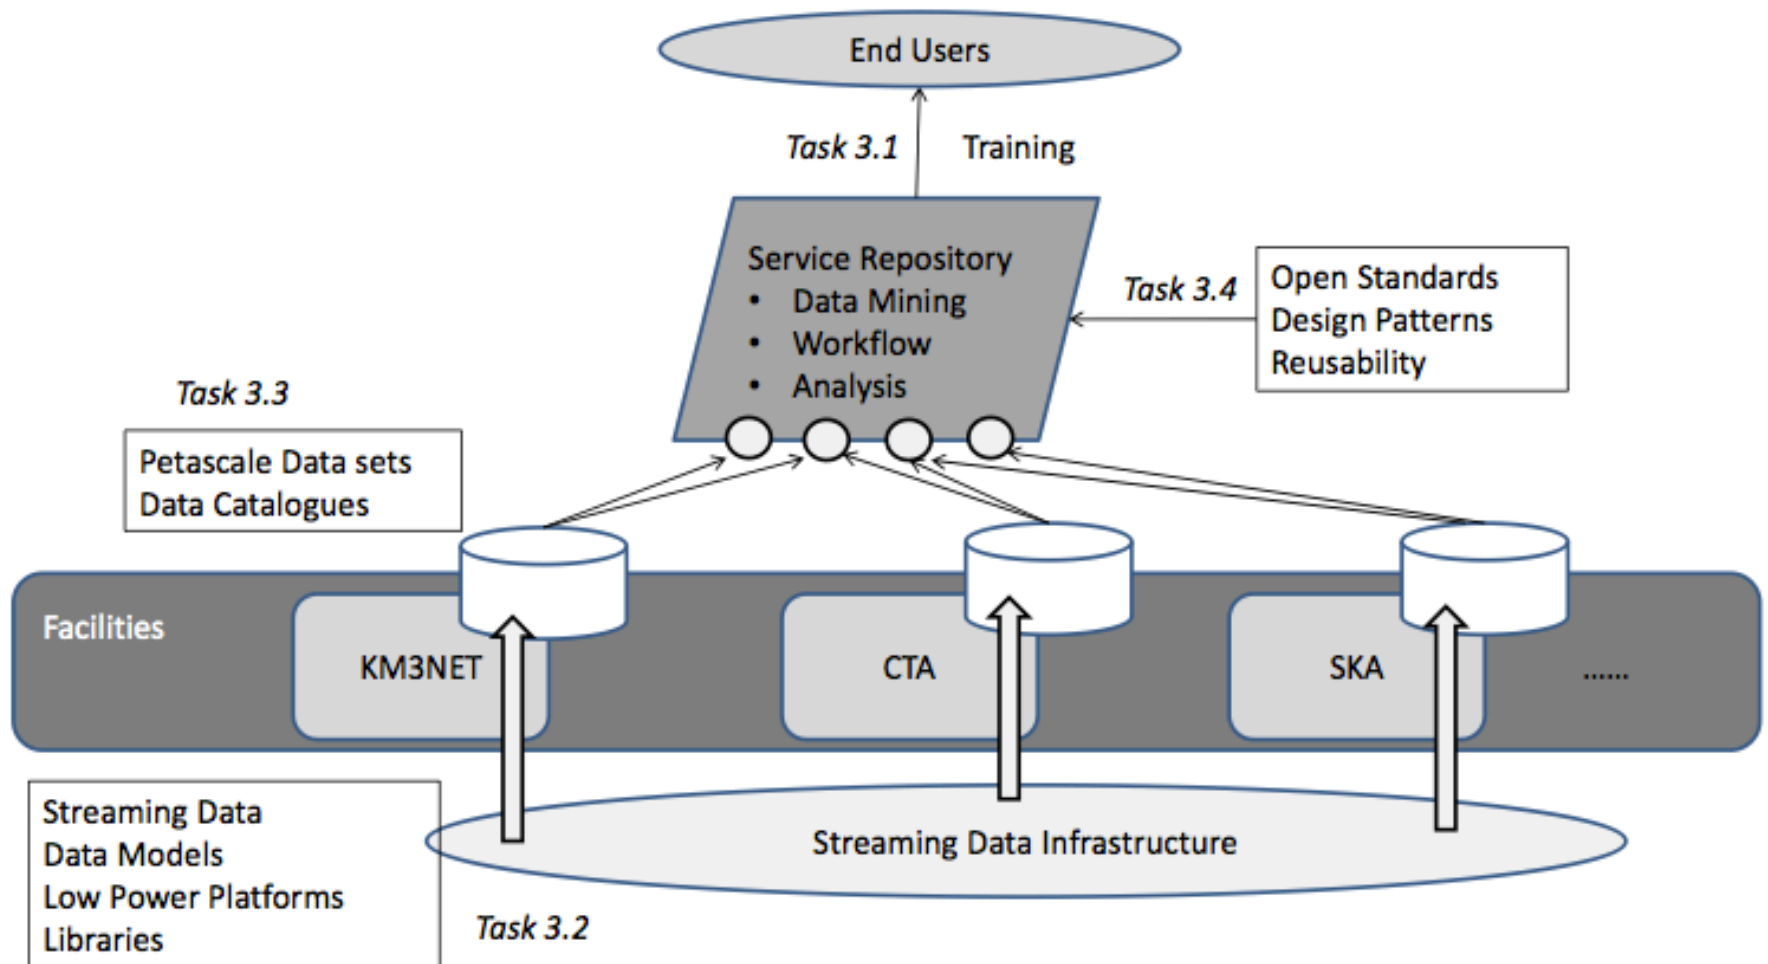 End Users
Task 3.1
Training
Service Repository
• Data Mining
• Workflow
• Analysis
Task 3.4
Open Standards
Design Patterns
Reusability
Task 3.3
Petascale Data sets
Data Catalogues
Facilities
KM3NET
CTA
SKA
......
Streaming Data
Data Models
Low Power Platforms
Libraries
Streaming Data Infrastructure
Task 3.2